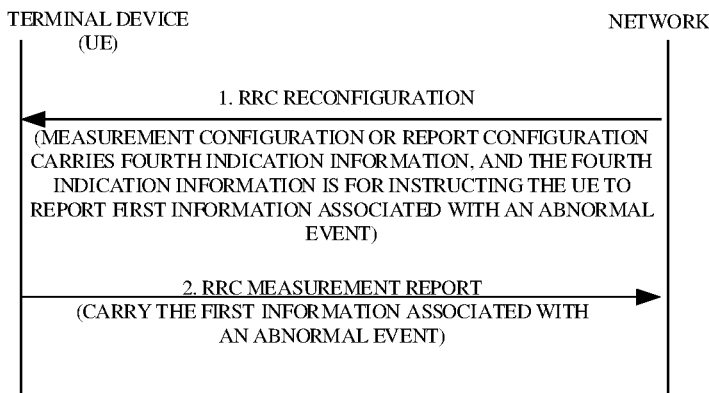 TERMINAL DEVICE
(UE)
NETWORK
1. RRC RECONFIGURATION
(MEASUREMENT CONFIGURATION OR REPORT CONFIGURATION
CARRIES FOURTH INDICATION INFORMATION, AND THE FOURTH
INDICATION INFORMATION IS FOR INSTRUCTING THE UE TO
REPORT FIRST INFORMATION ASSOCIATED WITH AN ABNORMAL
EVENT)
2. RRC MEASUREMENT REPORT
(CARRY THE FIRST INFORMATION ASSOCIATED WITH
AN ABNORMAL EVENT)